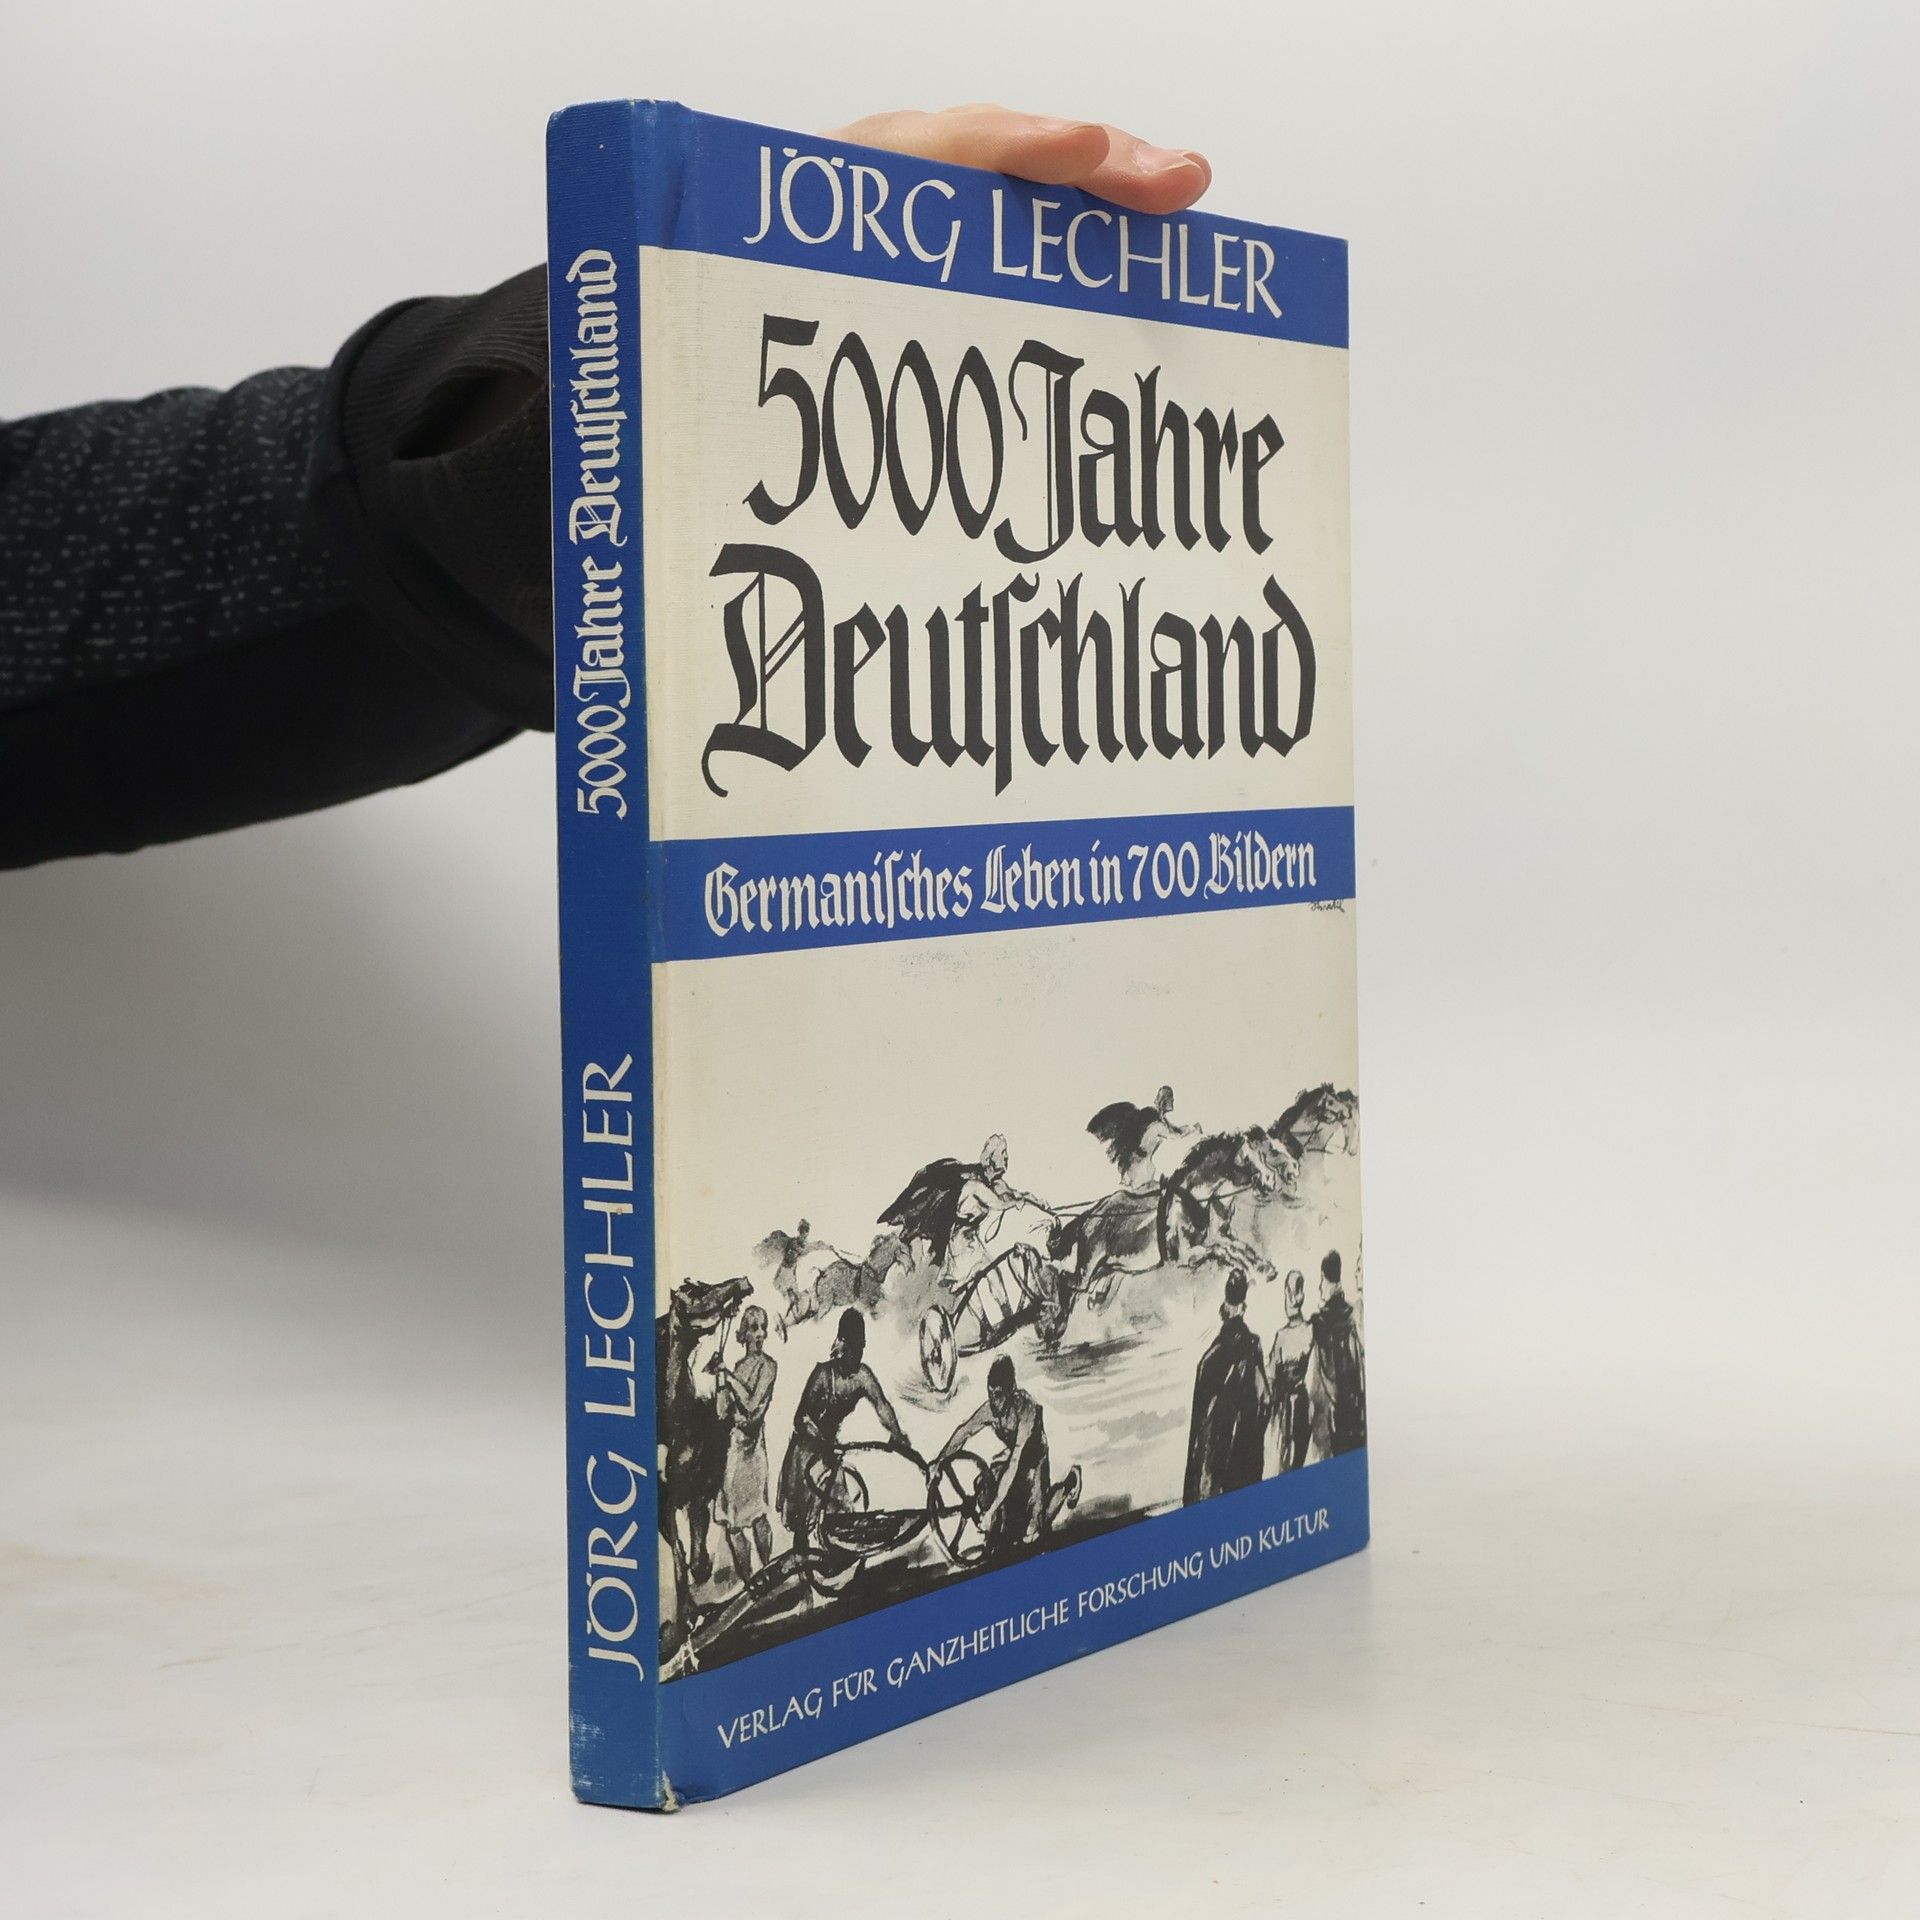 JÖRG LECHLER
5000 Jahre
Deutſchland
Germaniſches Leben in 700 Bildern
VERLAG FÜR GANZHEITLICHE FORSCHUNG UND KULTUR
JÖRG LECHLER 5000 Jahre Deutſchland